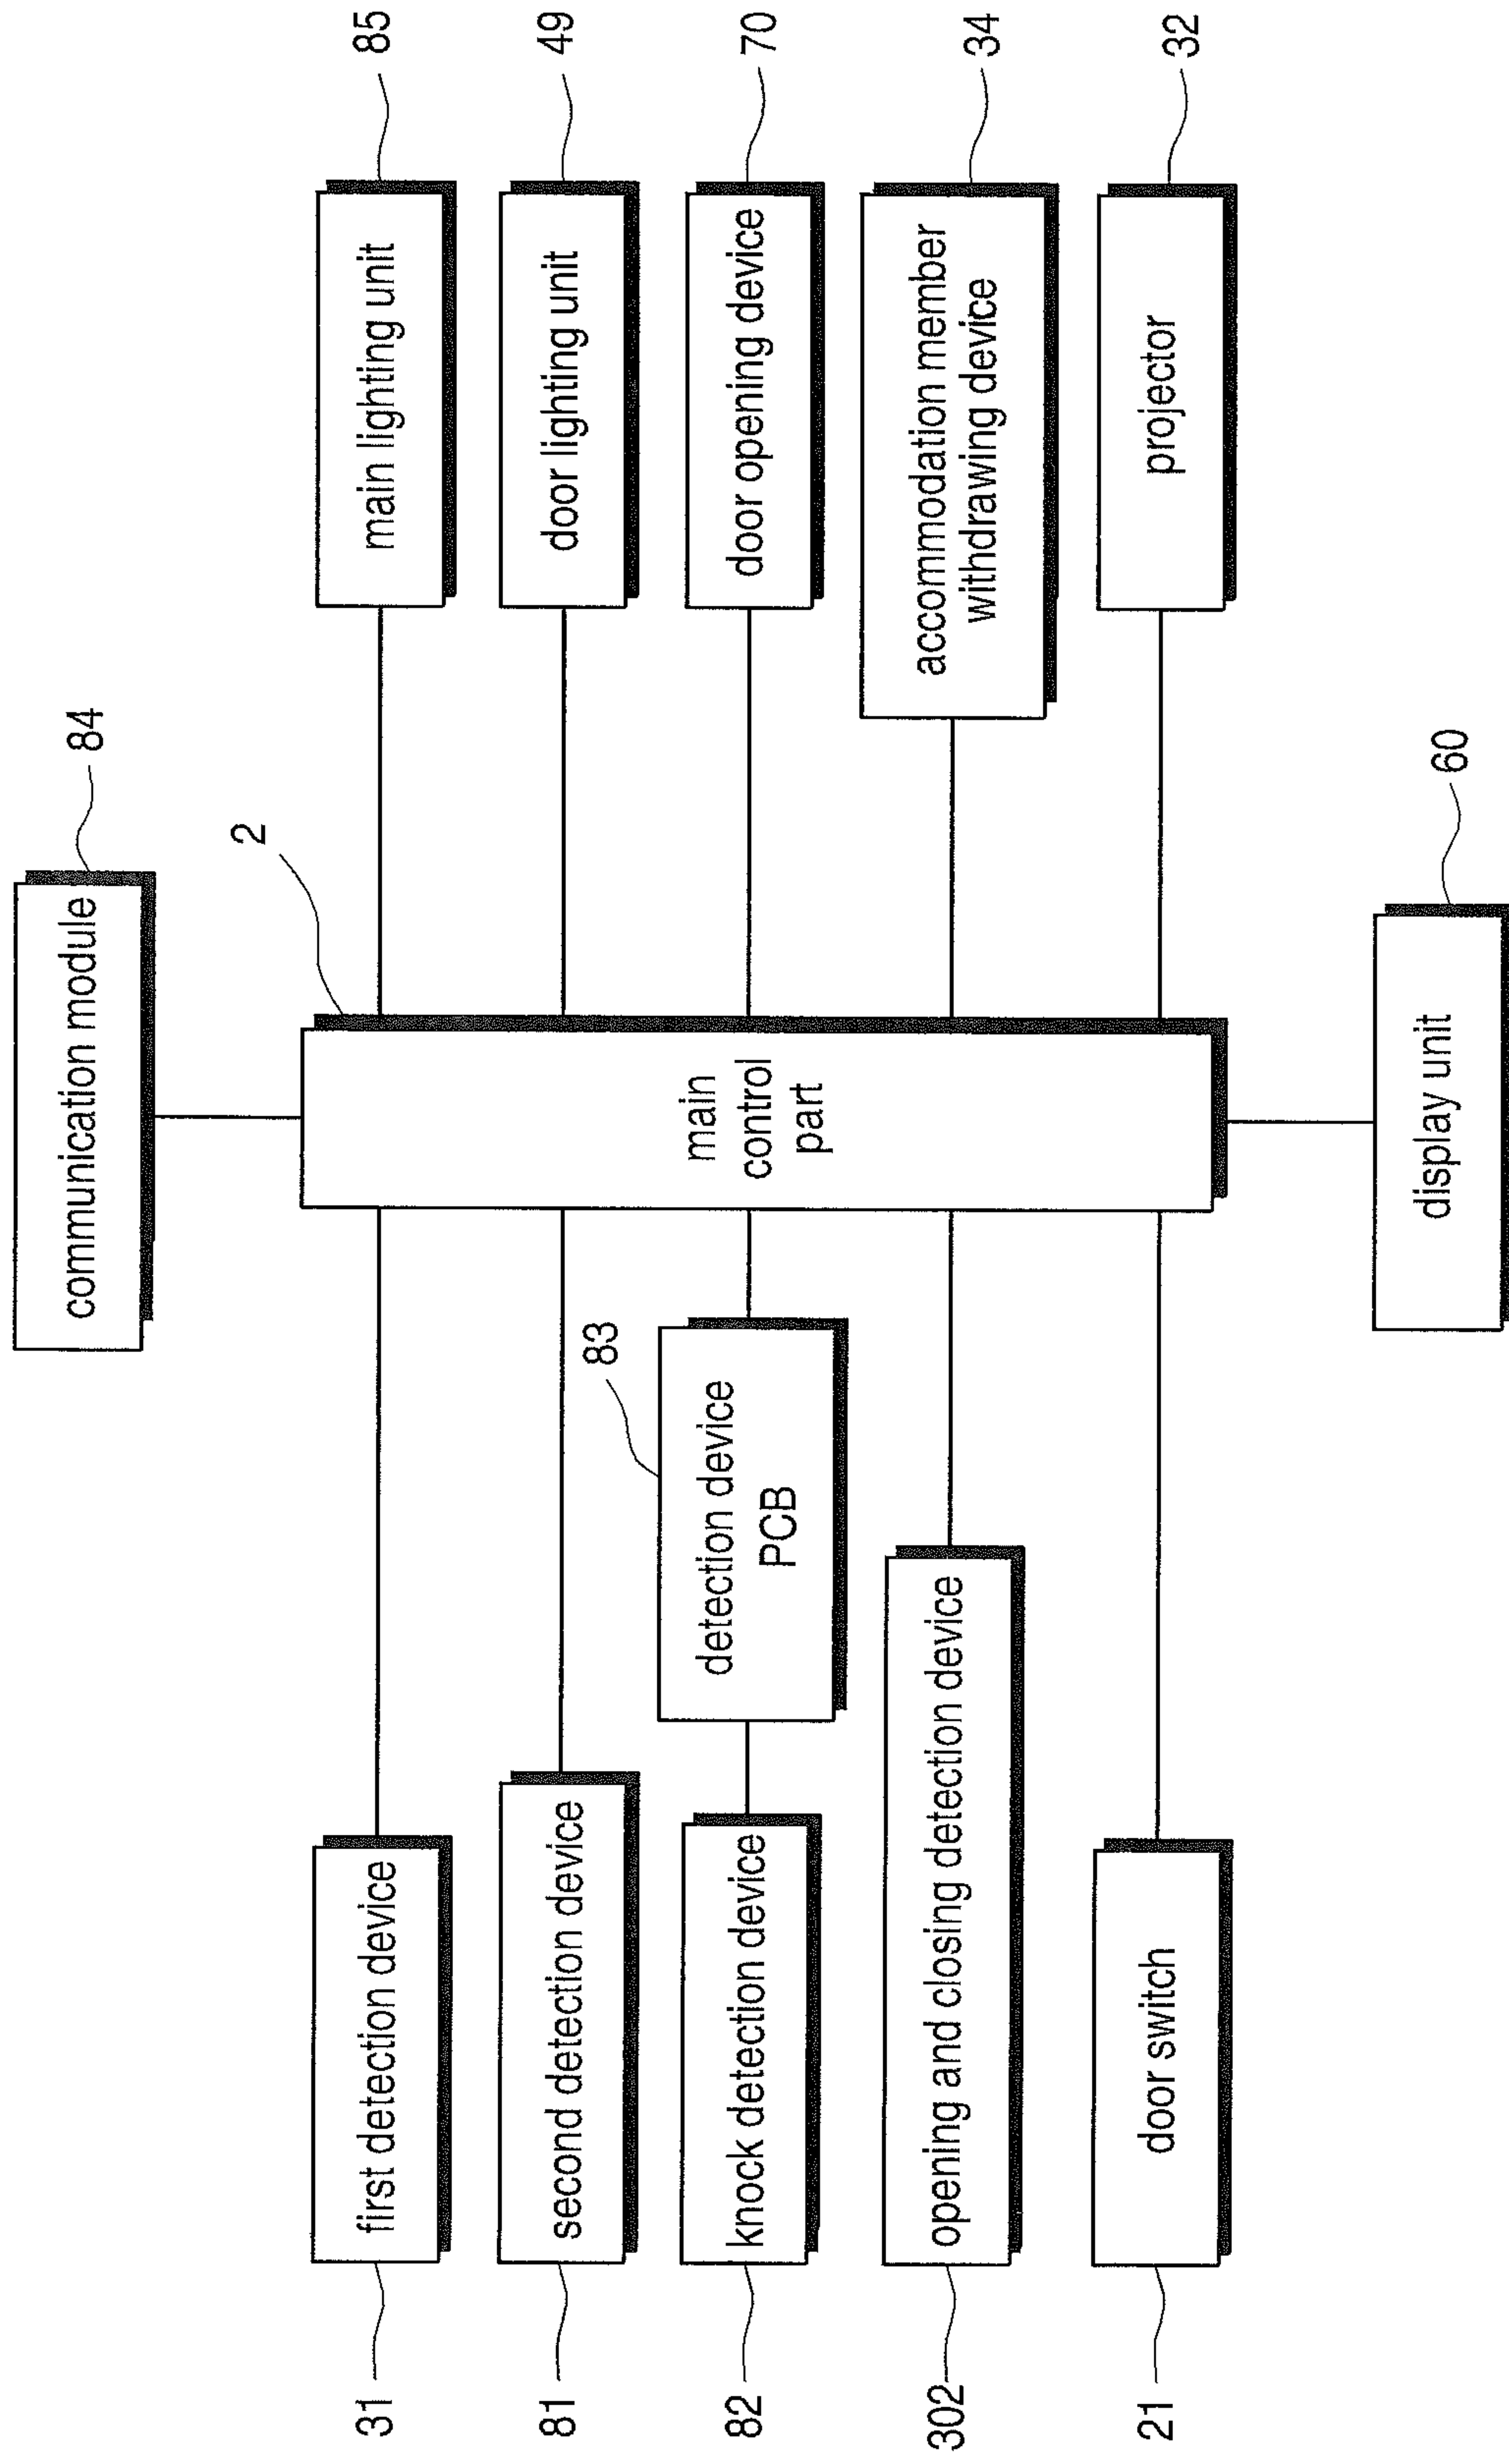 84
communication module
2
31
first detection device
main lighting unit
85
81
second detection device
door lighting unit
49
82
knock detection device
83
detection device
PCB
main
control
part
door opening device
70
302
opening and closing detection device
accommodation member
withdrawing device
34
21
door switch
projector
32
display unit
60